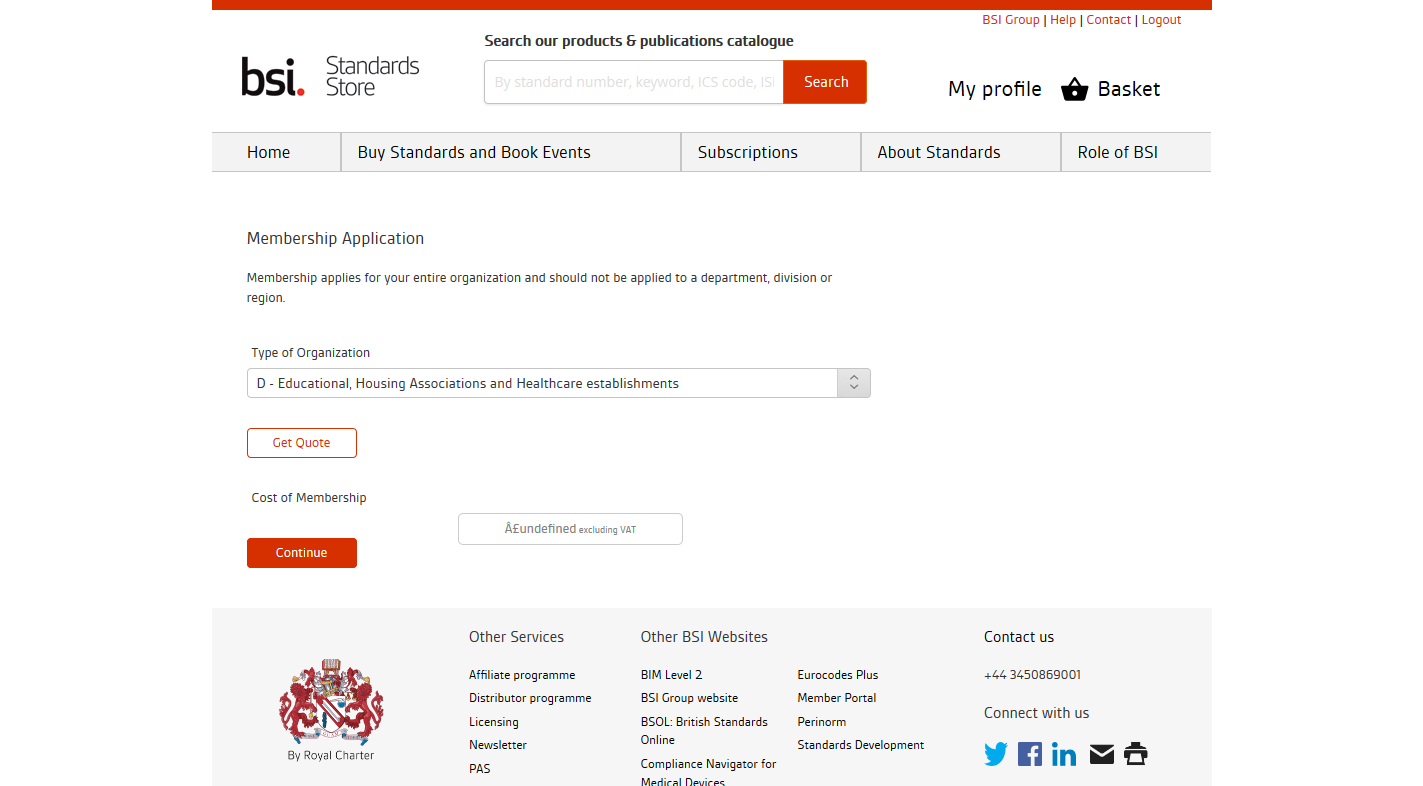 BSI Group | Help | Contact | Logout
Search our products & publications catalogue
bsi. Standards Store
By standard number, keyword, ICS code, ISI
Search
My profile
Basket
Home
Buy Standards and Book Events
Subscriptions
About Standards
Role of BSI
Membership Application
Membership applies for your entire organization and should not be applied to a department, division or
region.
Type of Organization
D - Educational, Housing Associations and Healthcare establishments
Get Quote
Cost of Membership
Â£undefined excluding VAT
Continue
Other Services
Affiliate programme
Distributor programme
Licensing
Newsletter
PAS
Other BSI Websites
BIM Level 2
BSI Group website
BSOL: British Standards
Online
Compliance Navigator for
Medical Devices
Eurocodes Plus
Member Portal
Perinorm
Standards Development
Contact us
+44 3450869001
Connect with us
By Royal Charter